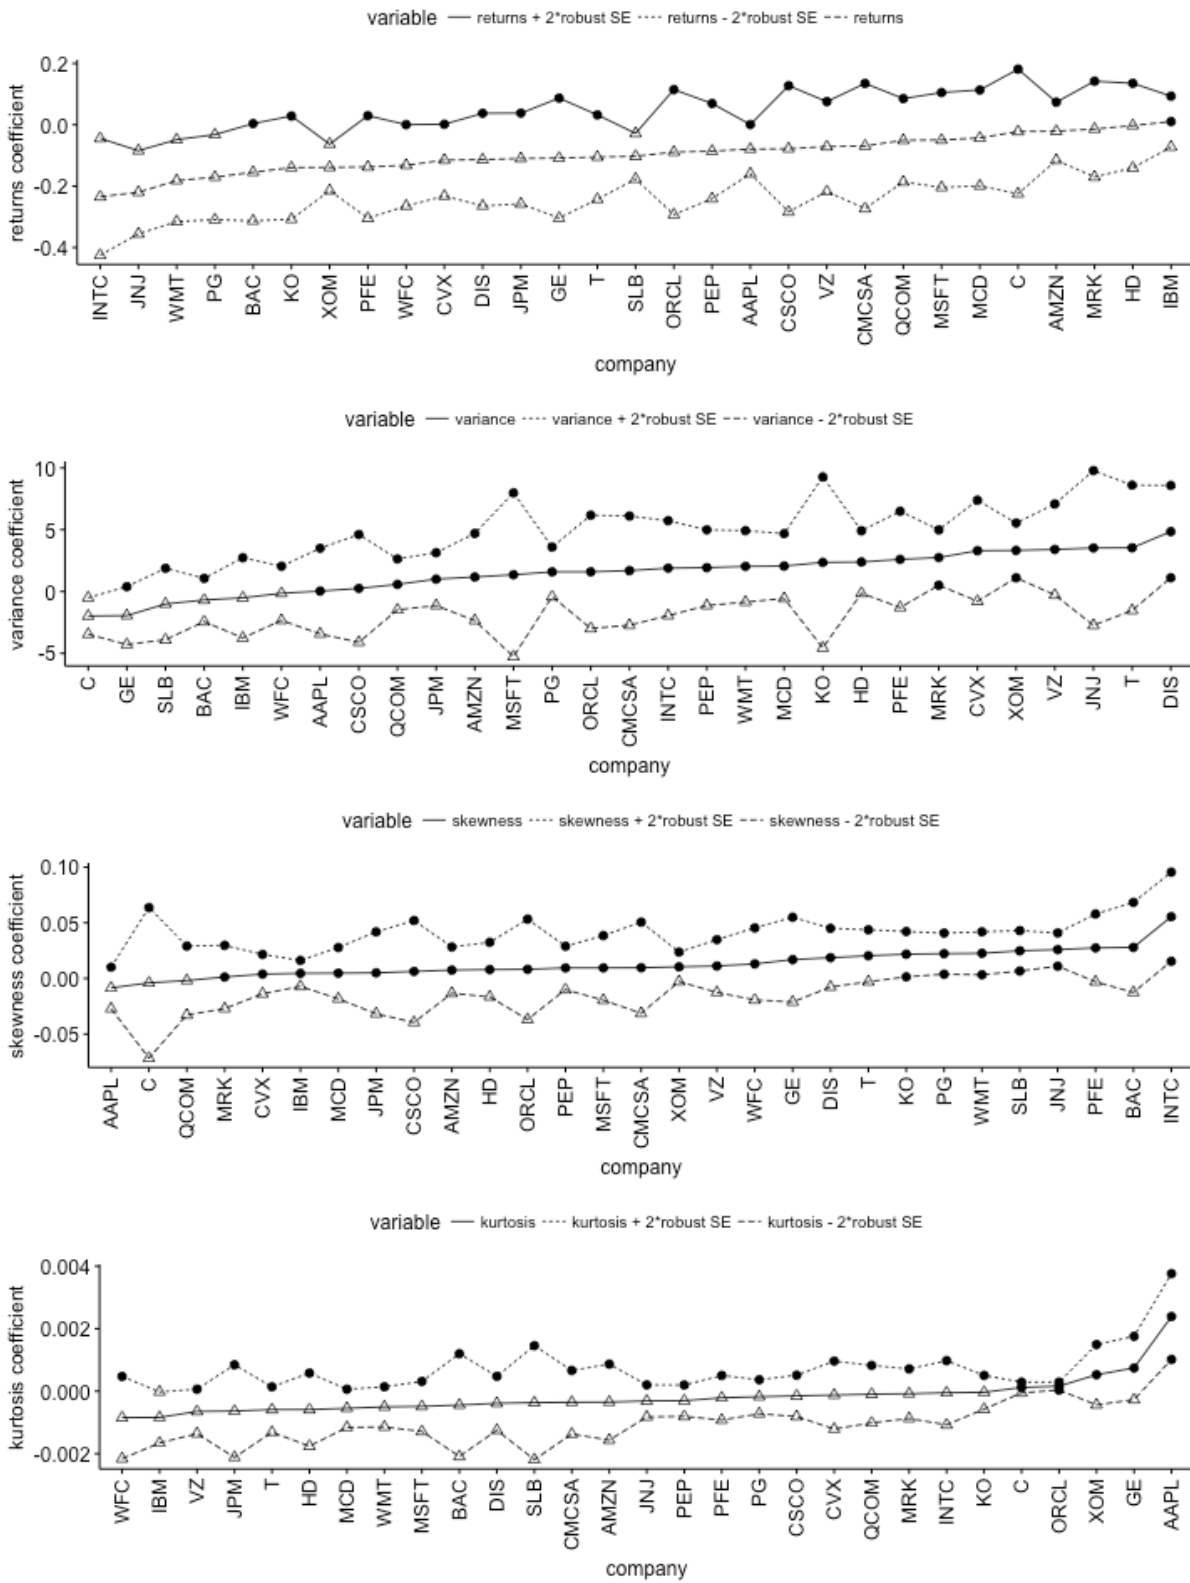 variable returns + 2*robust SE returns - 2*robust SE returns
returns coefficient
0.2
0.0
-0.2
-0.4
INTC JNJ WMT PG BAC KO XOM PFE WFC CVX DIS JPM GE T SLB ORCL PEP AAPL CSCO VZ CMCSA QCOM MSFT MCD C AMZN MRK HD IBM
company
variable variance variance + 2*robust SE variance - 2*robust SE
variance coefficient
10
5
0
-5
C GE SLB BAC IBM WFC AAPL CSCO QCOM JPM AMZN MSFT PG ORCL CMCSA INTC PEP WMT MCD KO HD PFE MRK CVX XOM VZ JNJ T DIS
company
variable skewness skewness + 2*robust SE skewness - 2*robust SE
skewness coefficient
0.10
0.05
0.00
-0.05
AAPL C QCOM MRK CVX IBM MCD JPM CSCO AMZN HD ORCL PEP MSFT CMCSA XOM VZ WFC GE DIS T KO PG WMT SLB JNJ PFE BAC INTC
company
variable kurtosis kurtosis + 2*robust SE kurtosis - 2*robust SE
kurtosis coefficient
0.004
0.002
0.000
-0.002
WFC IBM VZ JPM T HD MCD WMT MSFT BAC DIS SLB CMCSA AMZN JNJ PEP PFE PG CSCO CVX QCOM MRK INTC KO C ORCL XOM GE AAPL
company